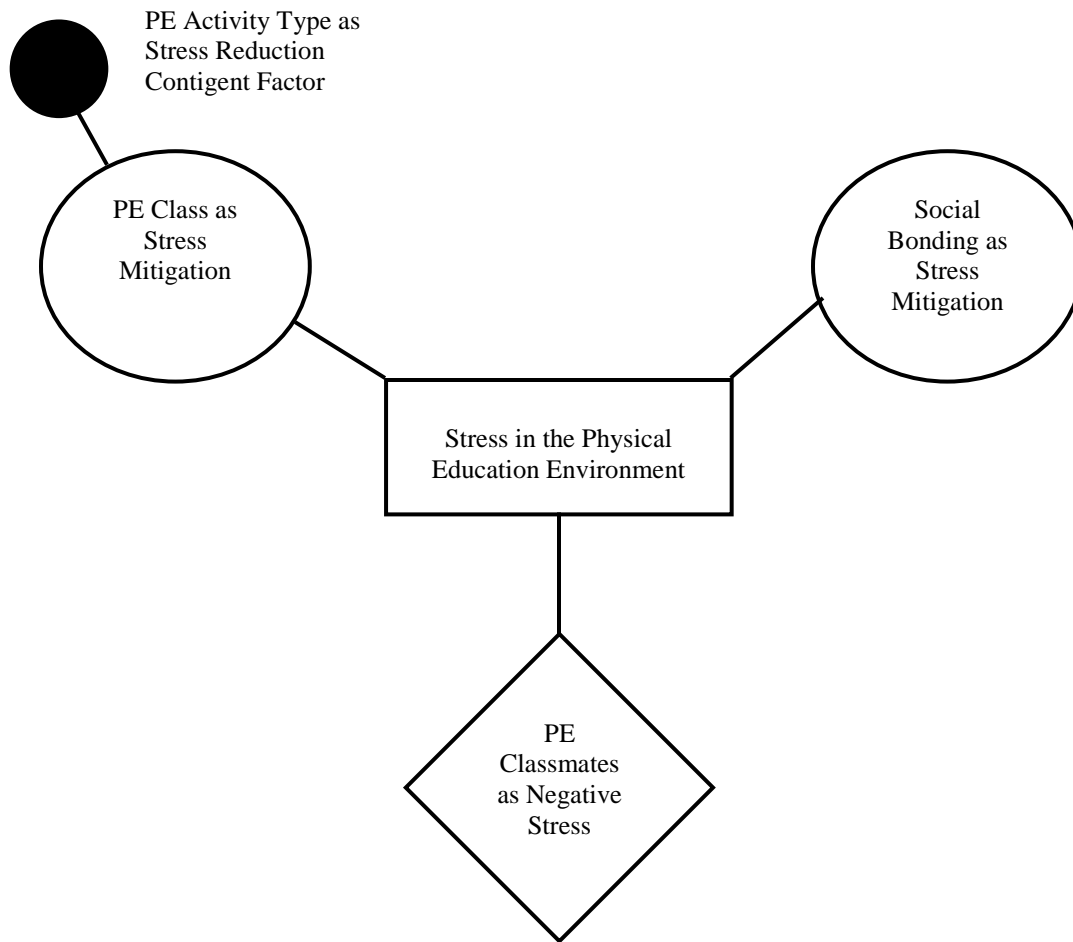 PE Activity Type as
Stress Reduction
Contigent Factor
PE Class as
Stress
Mitigation
Social
Bonding as
Stress
Mitigation
Stress in the Physical
Education Environment
PE
Classmates
as Negative
Stress